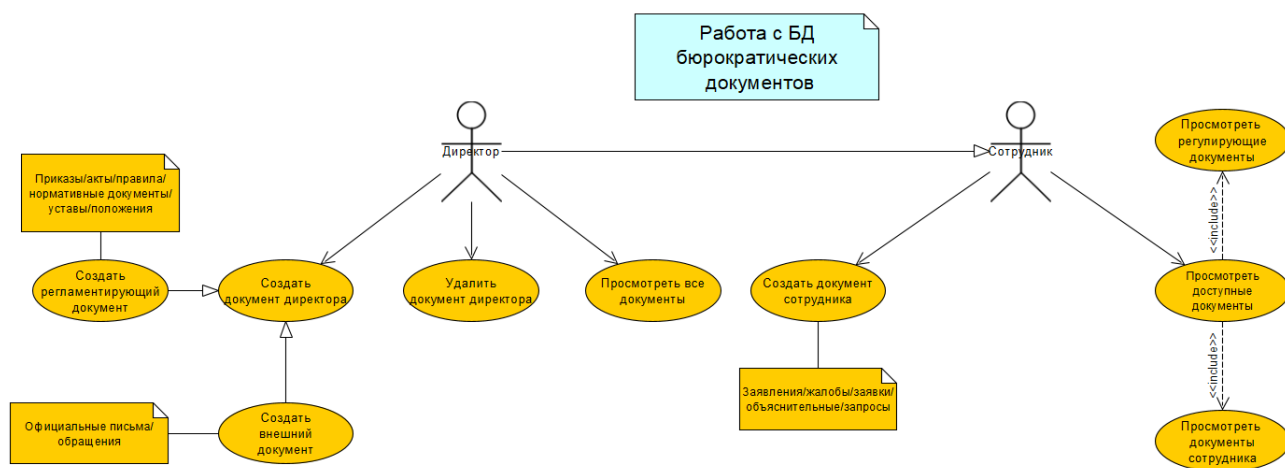 Работа с БД
бюрократических
документов
Директор
Сотрудник
Просмотреть
регулирующие
документы
Приказы/акты/правила/
нормативные документы/
уставы/положения
<<include>>
Создать
регламентирующий
документ
Создать
документ директора
Удалить
документ директора
Просмотреть все
документы
Создать документ
сотрудника
Просмотреть
доступные
документы
<<include>>
Заявления/жалобы/заявки/
объяснительные/запросы
Официальные письма/
обращения
Создать
внешний
документ
Просмотреть
документы
сотрудника